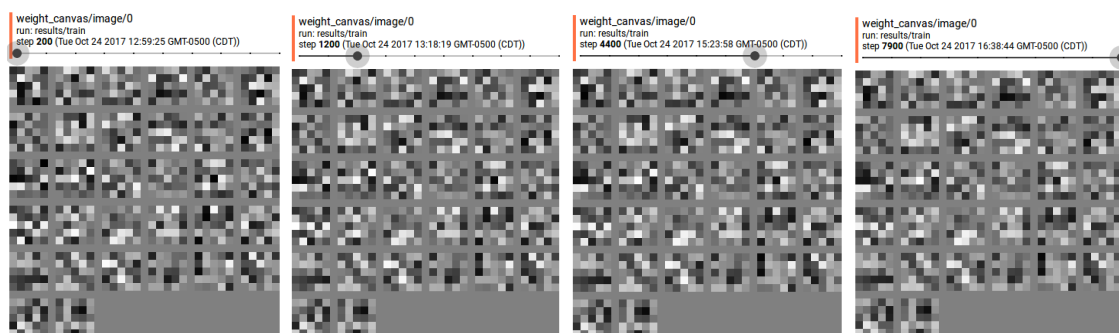 weight_canvas/image/0
run: results/train
step 200 (Tue Oct 24 2017 12:59:25 GMT-0500 (CDT))
weight_canvas/image/0
run: results/train
step 1200 (Tue Oct 24 2017 13:18:19 GMT-0500 (CDT))
weight_canvas/image/0
run: results/train
step 4400 (Tue Oct 24 2017 15:23:58 GMT-0500 (CDT))
weight_canvas/image/0
run: results/train
step 7900 (Tue Oct 24 2017 16:38:44 GMT-0500 (CDT))